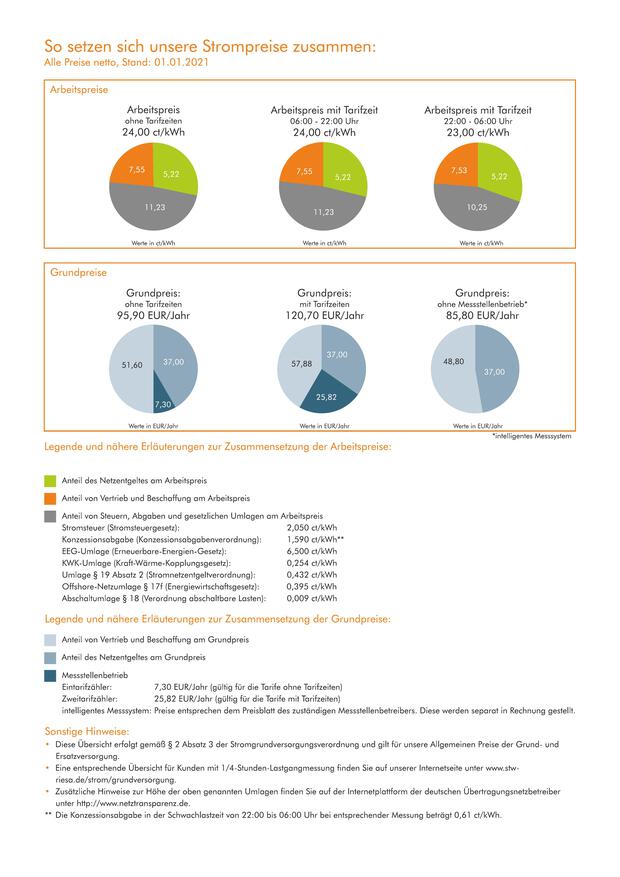 So setzen sich unsere Strompreise zusammen:
Alle Preise netto, Stand: 01.01.2021
Arbeitspreise
Arbeitspreis
ohne Tarifzeiten
24,00 ct/kWh
7,55
5,22
11,23
Werte in ct/kWh
Arbeitspreis mit Tarifzeit
06:00 - 22:00 Uhr
24,00 ct/kWh
7,55
5,22
11,23
Werte in ct/kWh
Arbeitspreis mit Tarifzeit
22:00 - 06:00 Uhr
23,00 ct/kWh
7,53
5,22
10,25
Werte in ct/kWh
Grundpreise
Grundpreis:
ohne Tarifzeiten
95,90 EUR/Jahr
51,60
37,00
7,30
Werte in EUR/Jahr
Grundpreis:
mit Tarifzeiten
120,70 EUR/Jahr
57,88
37,00
25,82
Werte in EUR/Jahr
Grundpreis:
ohne Messstellenbetrieb*
85,80 EUR/Jahr
48,80
37,00
Werte in EUR/Jahr
*intelligentes Messsystem
Legende und nähere Erläuterungen zur Zusammensetzung der Arbeitspreise:
Anteil des Netzentgeltes am Arbeitspreis
Anteil von Vertrieb und Beschaffung am Arbeitspreis
Anteil von Steuern, Abgaben und gesetzlichen Umlagen am Arbeitspreis
Stromsteuer (Stromsteuergesetz): 2,050 ct/kWh
Konzessionsabgabe (Konzessionsabgabenverordnung): 1,590 ct/kWh**
EEG-Umlage (Erneuerbare-Energien-Gesetz): 6,500 ct/kWh
KWK-Umlage (Kraft-Wärme-Kopplungsgesetz): 0,254 ct/kWh
Umlage § 19 Absatz 2 (Stromnetzentgeltverordnung): 0,432 ct/kWh
Offshore-Netzumlage § 17f (Energiewirtschaftsgesetz): 0,395 ct/kWh
Abschaltumlage § 18 (Verordnung abschaltbare Lasten): 0,009 ct/kWh
Legende und nähere Erläuterungen zur Zusammensetzung der Grundpreise:
Anteil von Vertrieb und Beschaffung am Grundpreis
Anteil des Netzentgeltes am Grundpreis
Messstellenbetrieb
Eintarifzähler: 7,30 EUR/Jahr (gültig für die Tarife ohne Tarifzeiten)
Zweitarifzähler: 25,82 EUR/Jahr (gültig für die Tarife mit Tarifzeiten)
intelligentes Messsystem: Preise entsprechen dem Preisblatt des zuständigen Messstellenbetreibers. Diese werden separat in Rechnung gestellt.
Sonstige Hinweise:
• Diese Übersicht erfolgt gemäß § 2 Absatz 3 der Stromgrundversorgungsverordnung und gilt für unsere Allgemeinen Preise der Grund- und
Ersatzversorgung.
• Eine entsprechende Übersicht für Kunden mit 1/4-Stunden-Lastgangmessung finden Sie auf unserer Internetseite unter www.stw-
riesa.de/strom/grundversorgung.
• Zusätzliche Hinweise zur Höhe der oben genannten Umlagen finden Sie auf der Internetplattform der deutschen Übertragungsnetzbetreiber
unter http://www.netztransparenz.de.
** Die Konzessionsabgabe in der Schwachlastzeit von 22:00 bis 06:00 Uhr bei entsprechender Messung beträgt 0,61 ct/kWh.